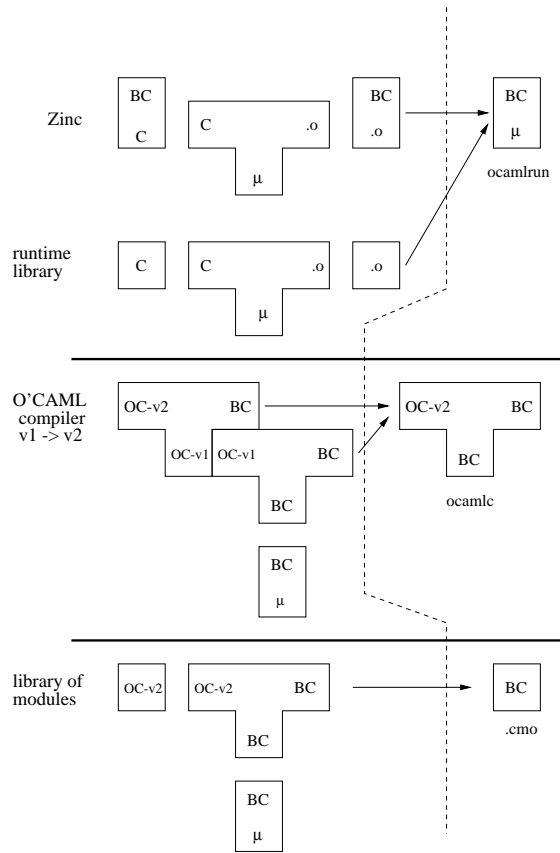 BC
BC
BC
Zinc
C
.o
C
.o
μ
μ
ocamlrun
runtime
library
C
C
.o
.o
μ
O'CAML
compiler
v1 -> v2
OC-v2
BC
OC-v2
BC
OC-v1
OC-v1
BC
BC
BC
ocamlc
BC
μ
library of
modules
OC-v2
OC-v2
BC
BC
.cmo
BC
BC
μ